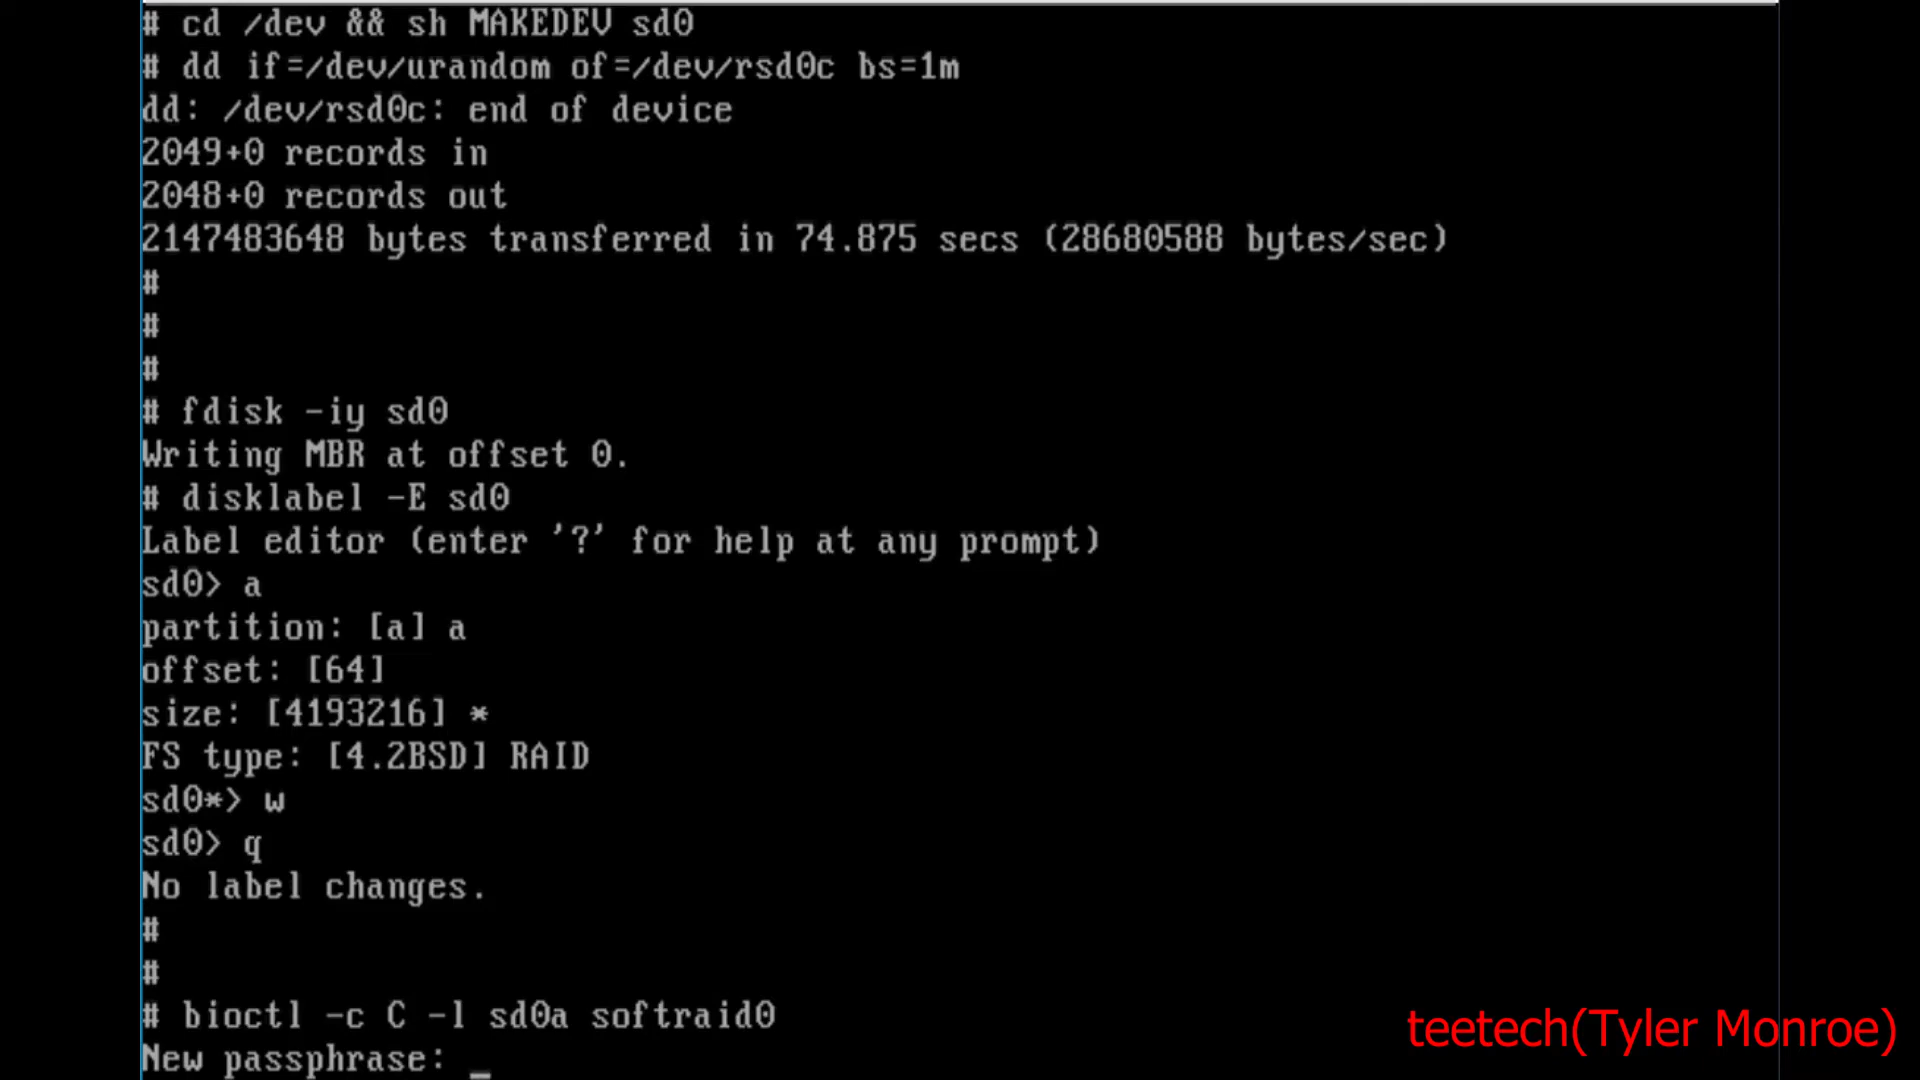 # cd /dev && sh MAKEDEV sd0
# dd if=/dev/urandom of=/dev/rsd0c bs=1m
dd: /dev/rsd0c: end of device
2049+0 records in
2048+0 records out
2147483648 bytes transferred in 74.875 secs (28680588 bytes/sec)
#
#
#
# fdisk -iy sd0
Writing MBR at offset 0.
# disklabel -E sd0
Label editor (enter '?' for help at any prompt)
sd0> a
partition: [a] a
offset: [64]
size: [4193216] *
FS type: [4.2BSD] RAID
sd0*> w
sd0> q
No label changes.
#
#
# bioctl -c C -l sd0a softraid0
New passphrase: _
teetech(Tyler Monroe)